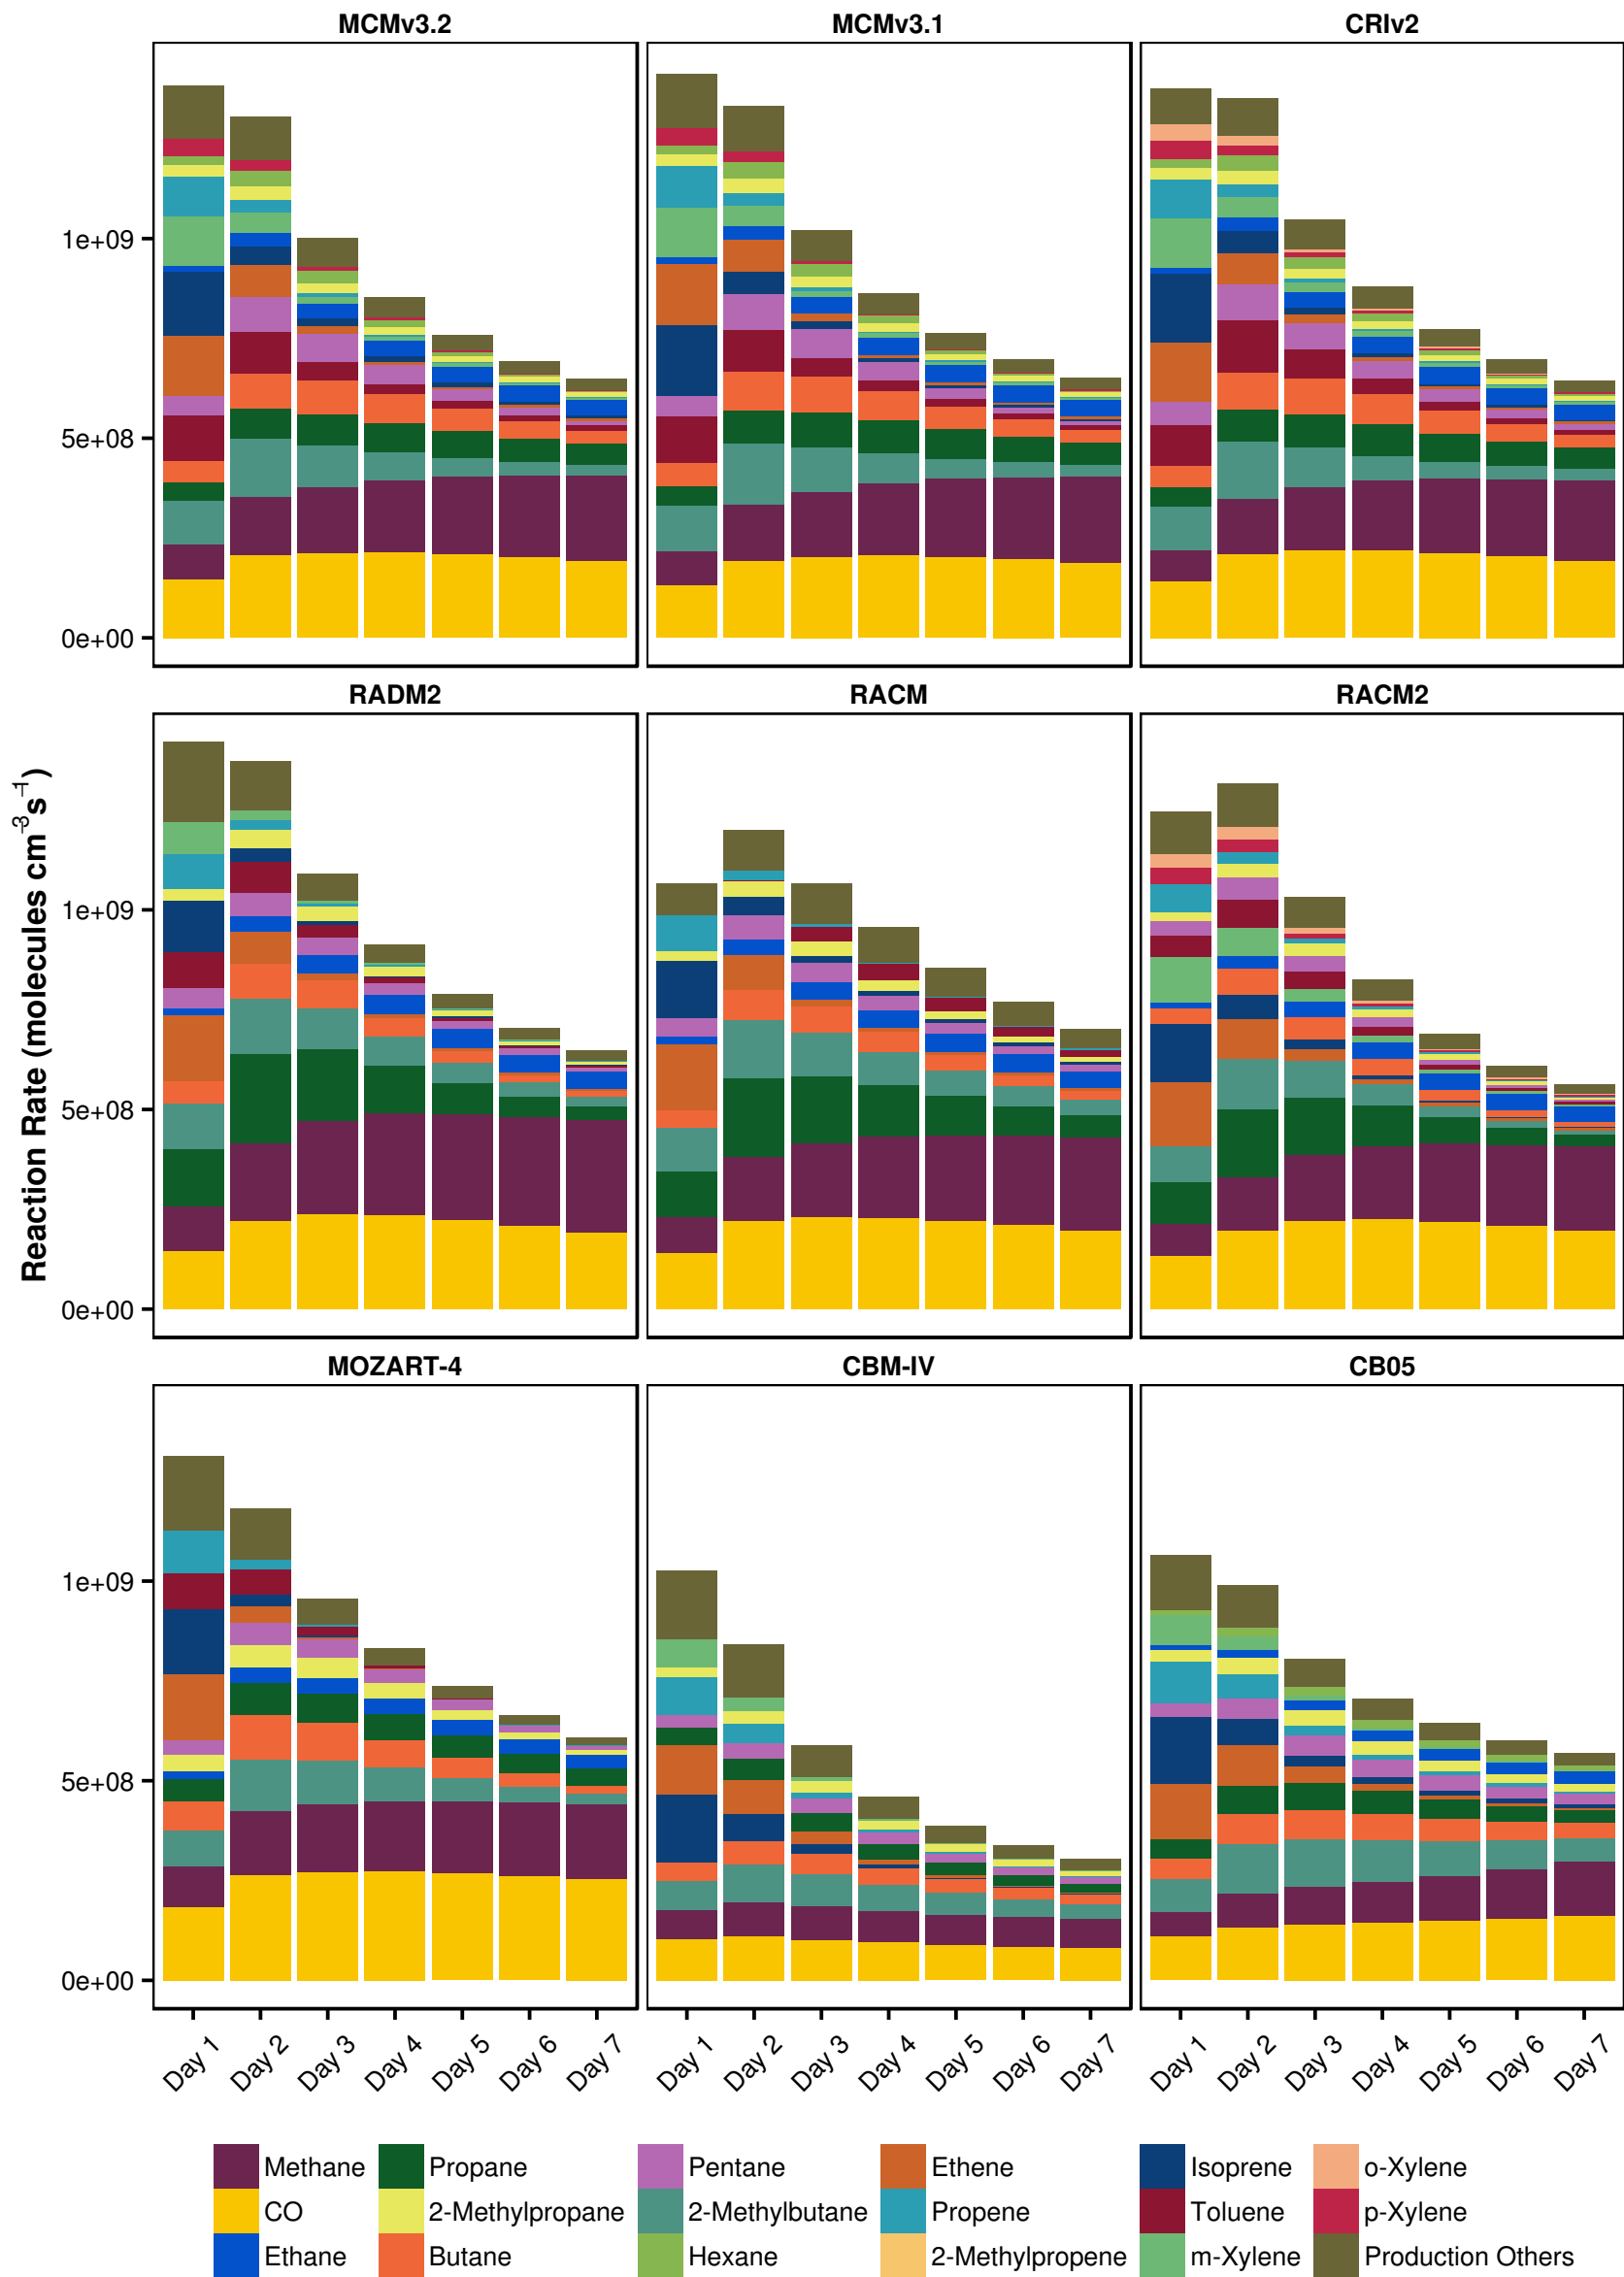 MCMv3.2 MCMv3.1 CRIv2
1e+09
5e+08
0e+00
RADM2 RACM RACM2
Reaction Rate (molecules cm⁻³s⁻¹)
1e+09
5e+08
0e+00
MOZART-4 CBM-IV CB05
1e+09
5e+08
0e+00
Day 1 Day 2 Day 3 Day 4 Day 5 Day 6 Day 7 Day 1 Day 2 Day 3 Day 4 Day 5 Day 6 Day 7 Day 1 Day 2 Day 3 Day 4 Day 5 Day 6 Day 7
Methane Propane Pentane Ethene Isoprene o-Xylene
CO 2-Methylpropane 2-Methylbutane Propene Toluene p-Xylene
Ethane Butane Hexane 2-Methylpropene m-Xylene Production Others